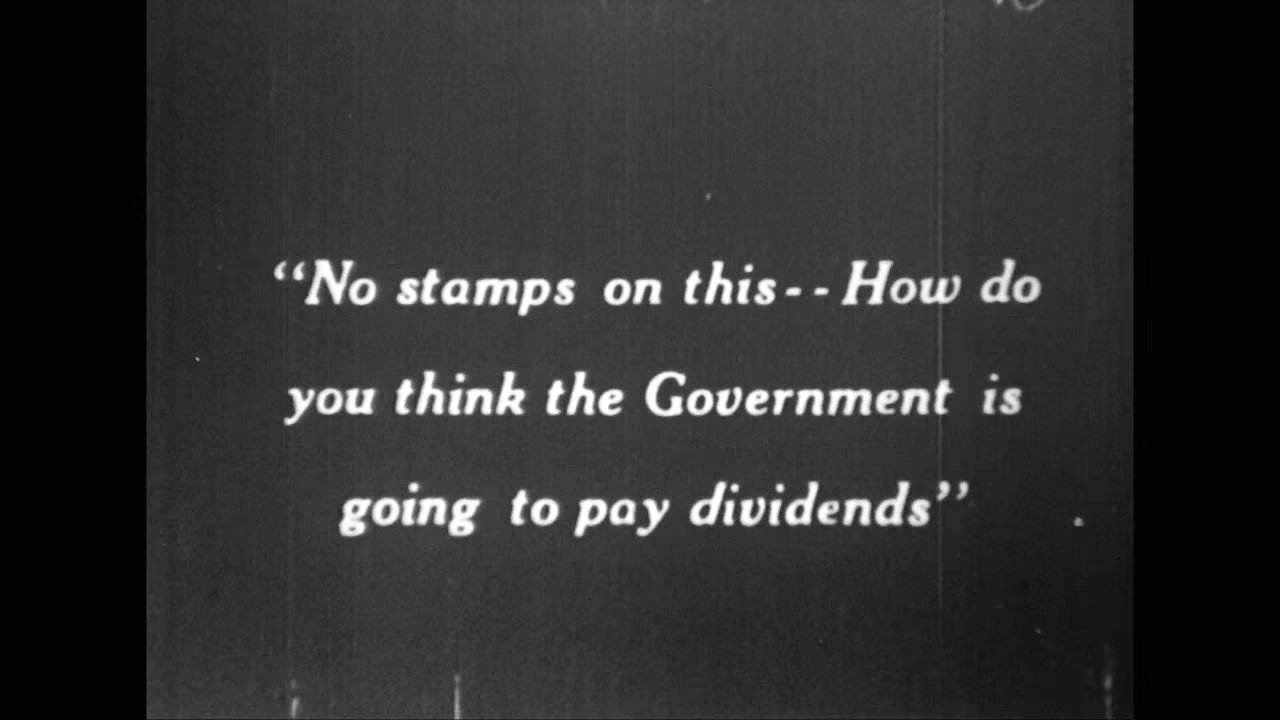 “No stamps on this--How do
you think the Government is
going to pay dividends”